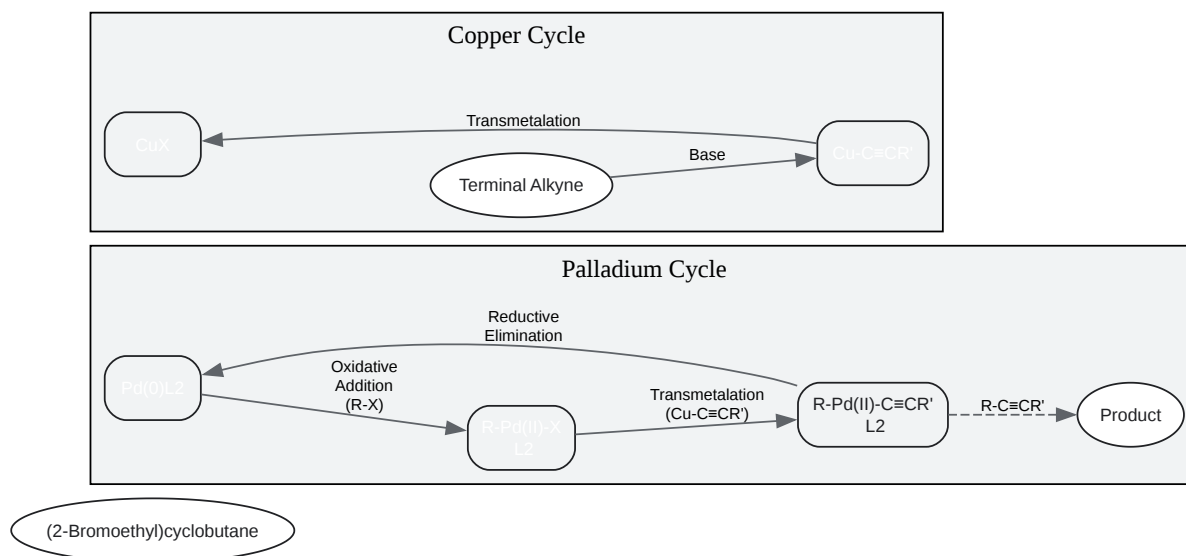 Copper Cycle
CuX
Transmetalation
Base
Terminal Alkyne
Cu-C≡CR'
Palladium Cycle
Reductive
Elimination
Pd(0)L2
Oxidative
Addition
(R-X)
R-Pd(II)-X
L2
Transmetalation
(Cu-C≡CR')
R-Pd(II)-C≡CR'
L2
R-C≡CR'
Product
(2-Bromoethyl)cyclobutane